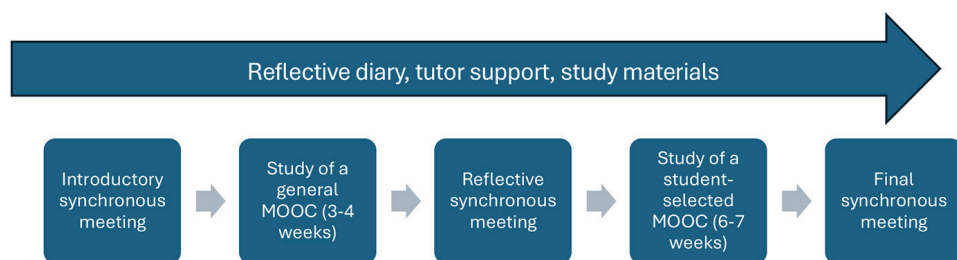 Reflective diary, tutor support, study materials
Introductory
synchronous
meeting
Study of a
general
MOOC (3-4
weeks)
Reflective
synchronous
meeting
Study of a
student-
selected
MOOC (6-7
weeks)
Final
synchronous
meeting